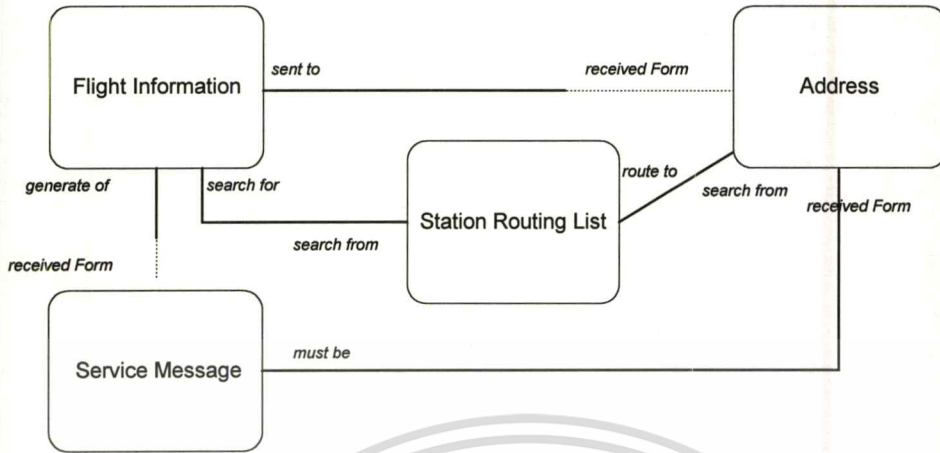 sent to
received Form
Flight Information
Address
generate of
search for
route to
search from
received Form
Station Routing List
search from
received Form
must be
Service Message